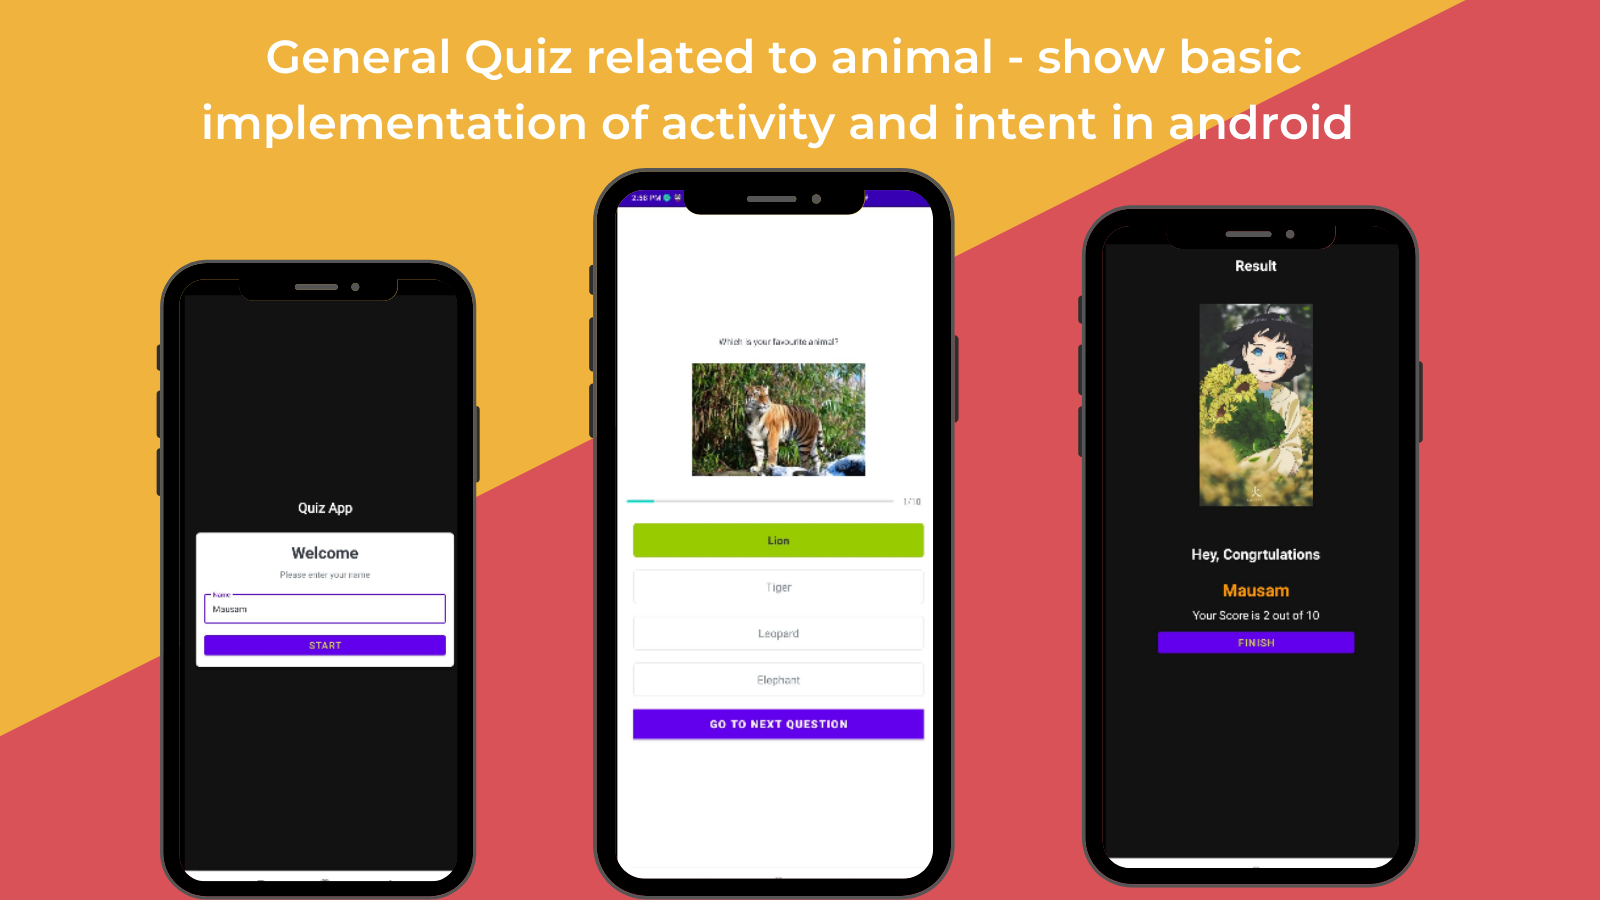 General Quiz related to animal - show basic
implementation of activity and intent in android
Quiz App
Welcome
Please enter your name
Name
Mausam
START
2:58 PM
Which is your favourite animal?
1/10
Lion
Tiger
Leopard
Elephant
GO TO NEXT QUESTION
Result
Hey, Congrtulations
Mausam
Your Score is 2 out of 10
FINISH